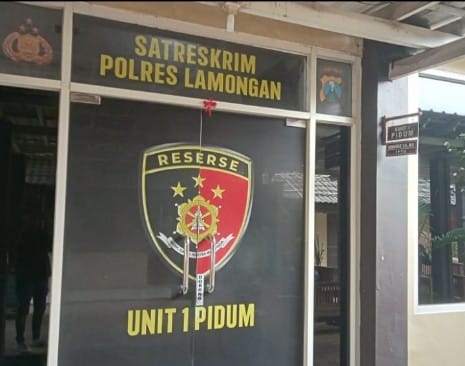 SATRESKRIM
POLRES LAMONGAN
RESERSE
UNIT 1 PIDUM
PIDUM